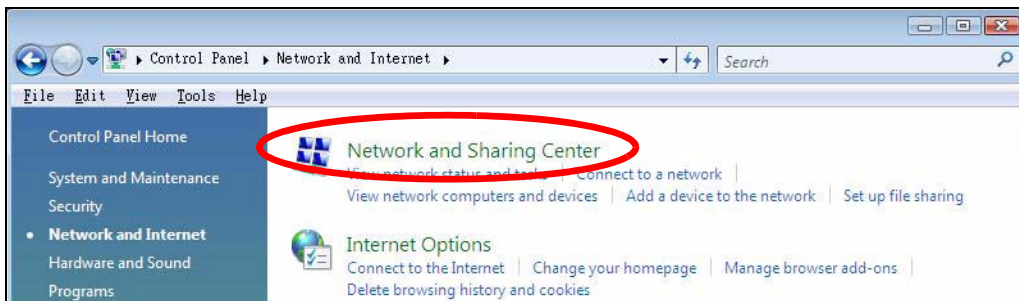 Control Panel Network and Internet Search
File Edit View Tools Help
Control Panel Home
System and Maintenance
Security
Network and Internet
Hardware and Sound
Programs
Network and Sharing Center
View network status and tasks Connect to a network
View network computers and devices Add a device to the network Set up file sharing
Internet Options
Connect to the Internet Change your homepage Manage browser add-ons
Delete browsing history and cookies